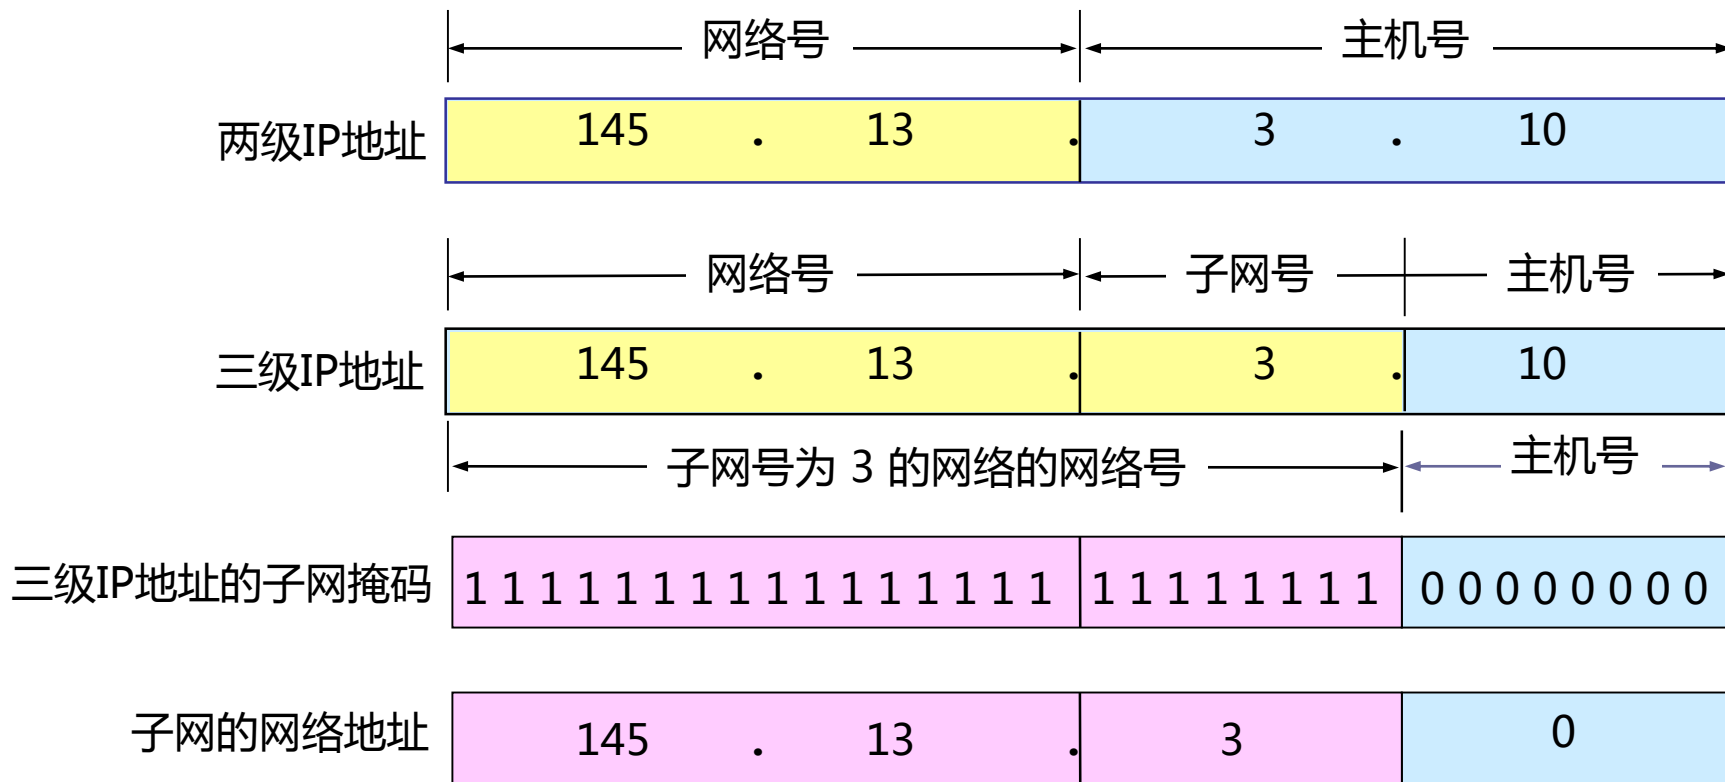 网络号 主机号
两级IP地址 145 . 13 . 3 . 10
网络号 子网号 主机号
三级IP地址 145 . 13 . 3 . 10
子网号为 3 的网络的网络号 主机号
三级IP地址的子网掩码 1 1 1 1 1 1 1 1 1 1 1 1 1 1 1 1 1 1 1 1 1 1 1 1 0 0 0 0 0 0 0 0
子网的网络地址 145 . 13 . 3 0